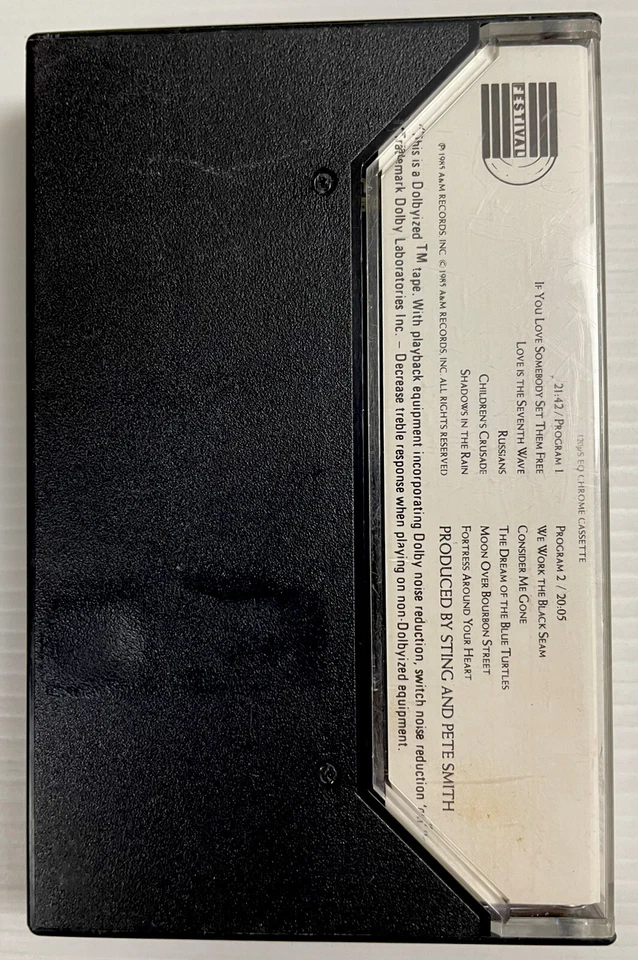 FESTIVAL
120µS EQ CHROME CASSETTE
21:42 / PROGRAM 1
IF YOU LOVE SOMEBODY SET THEM FREE
LOVE IS THE SEVENTH WAVE
RUSSIANS
CHILDREN'S CRUSADE
SHADOWS IN THE RAIN
PROGRAM 2 / 20:05
WE WORK THE BLACK SEAM
CONSIDER ME GONE
THE DREAM OF THE BLUE TURTLES
MOON OVER BOURBON STREET
FORTRESS AROUND YOUR HEART
PRODUCED BY STING AND PETE SMITH
℗ 1985 A&M RECORDS, INC. © 1985 A&M RECORDS, INC. ALL RIGHTS RESERVED
This is a Dolbyized TM tape. With playback equipment incorporating Dolby noise reduction, switch noise reduction
Trademark Dolby Laboratories Inc. — Decrease treble response when playing on non-Dolbyized equipment.